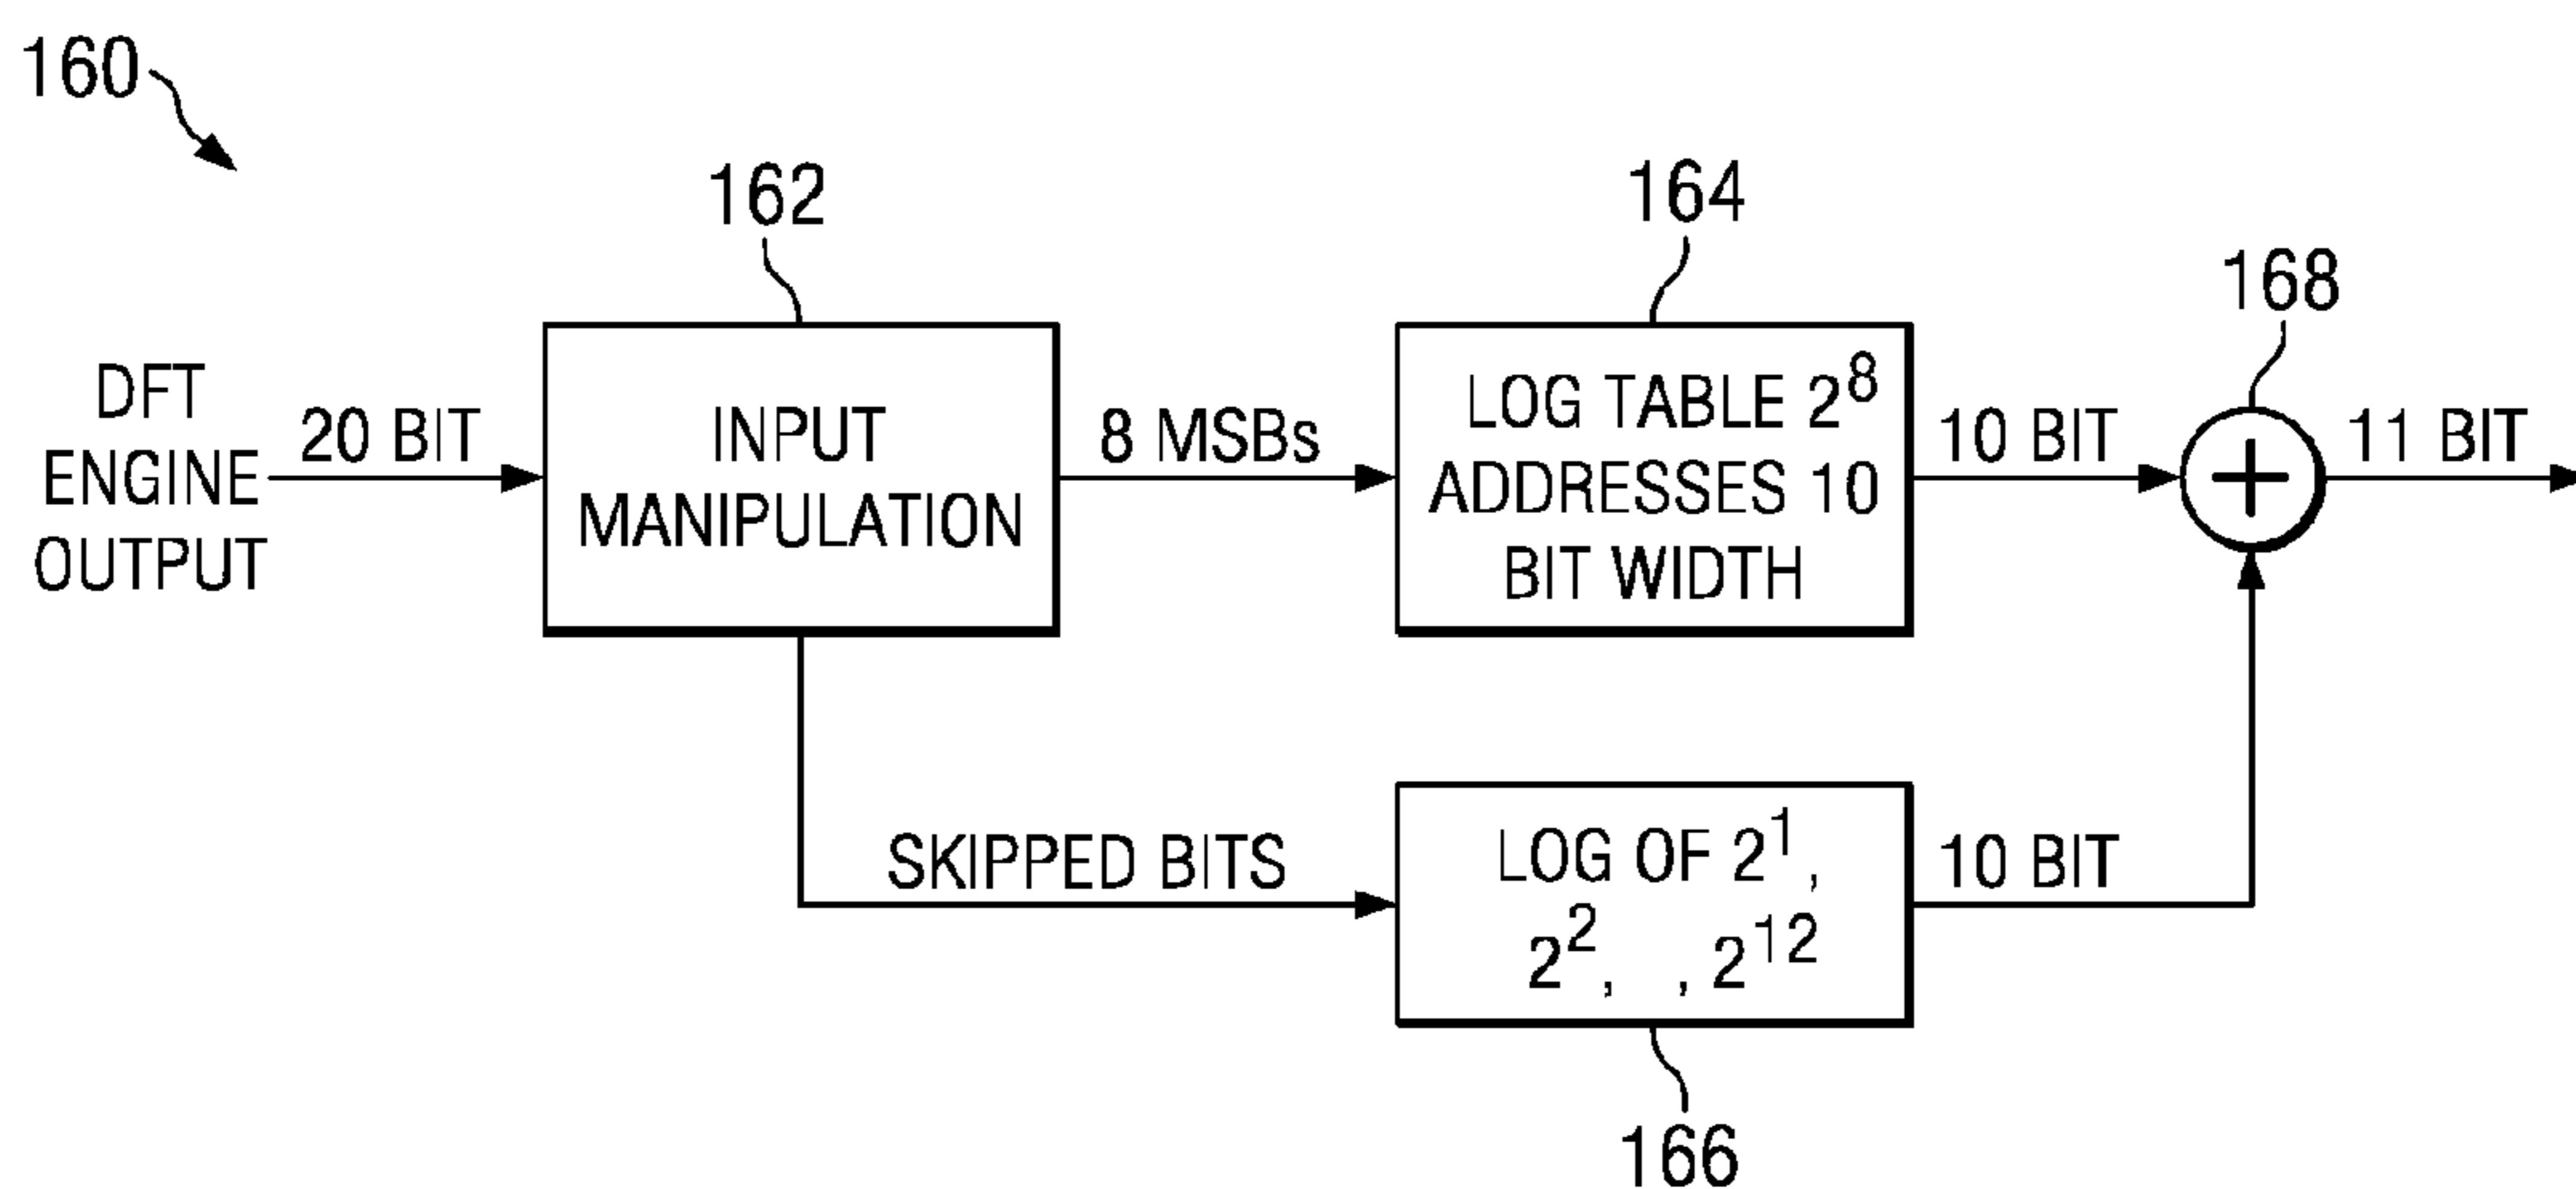 160
162
164
168
DFT
ENGINE
OUTPUT
20 BIT
INPUT
MANIPULATION
8 MSBs
LOG TABLE 2^8
ADDRESSES 10
BIT WIDTH
10 BIT
+
11 BIT
SKIPPED BITS
LOG OF 2^1,
2^2, , 2^12
10 BIT
166